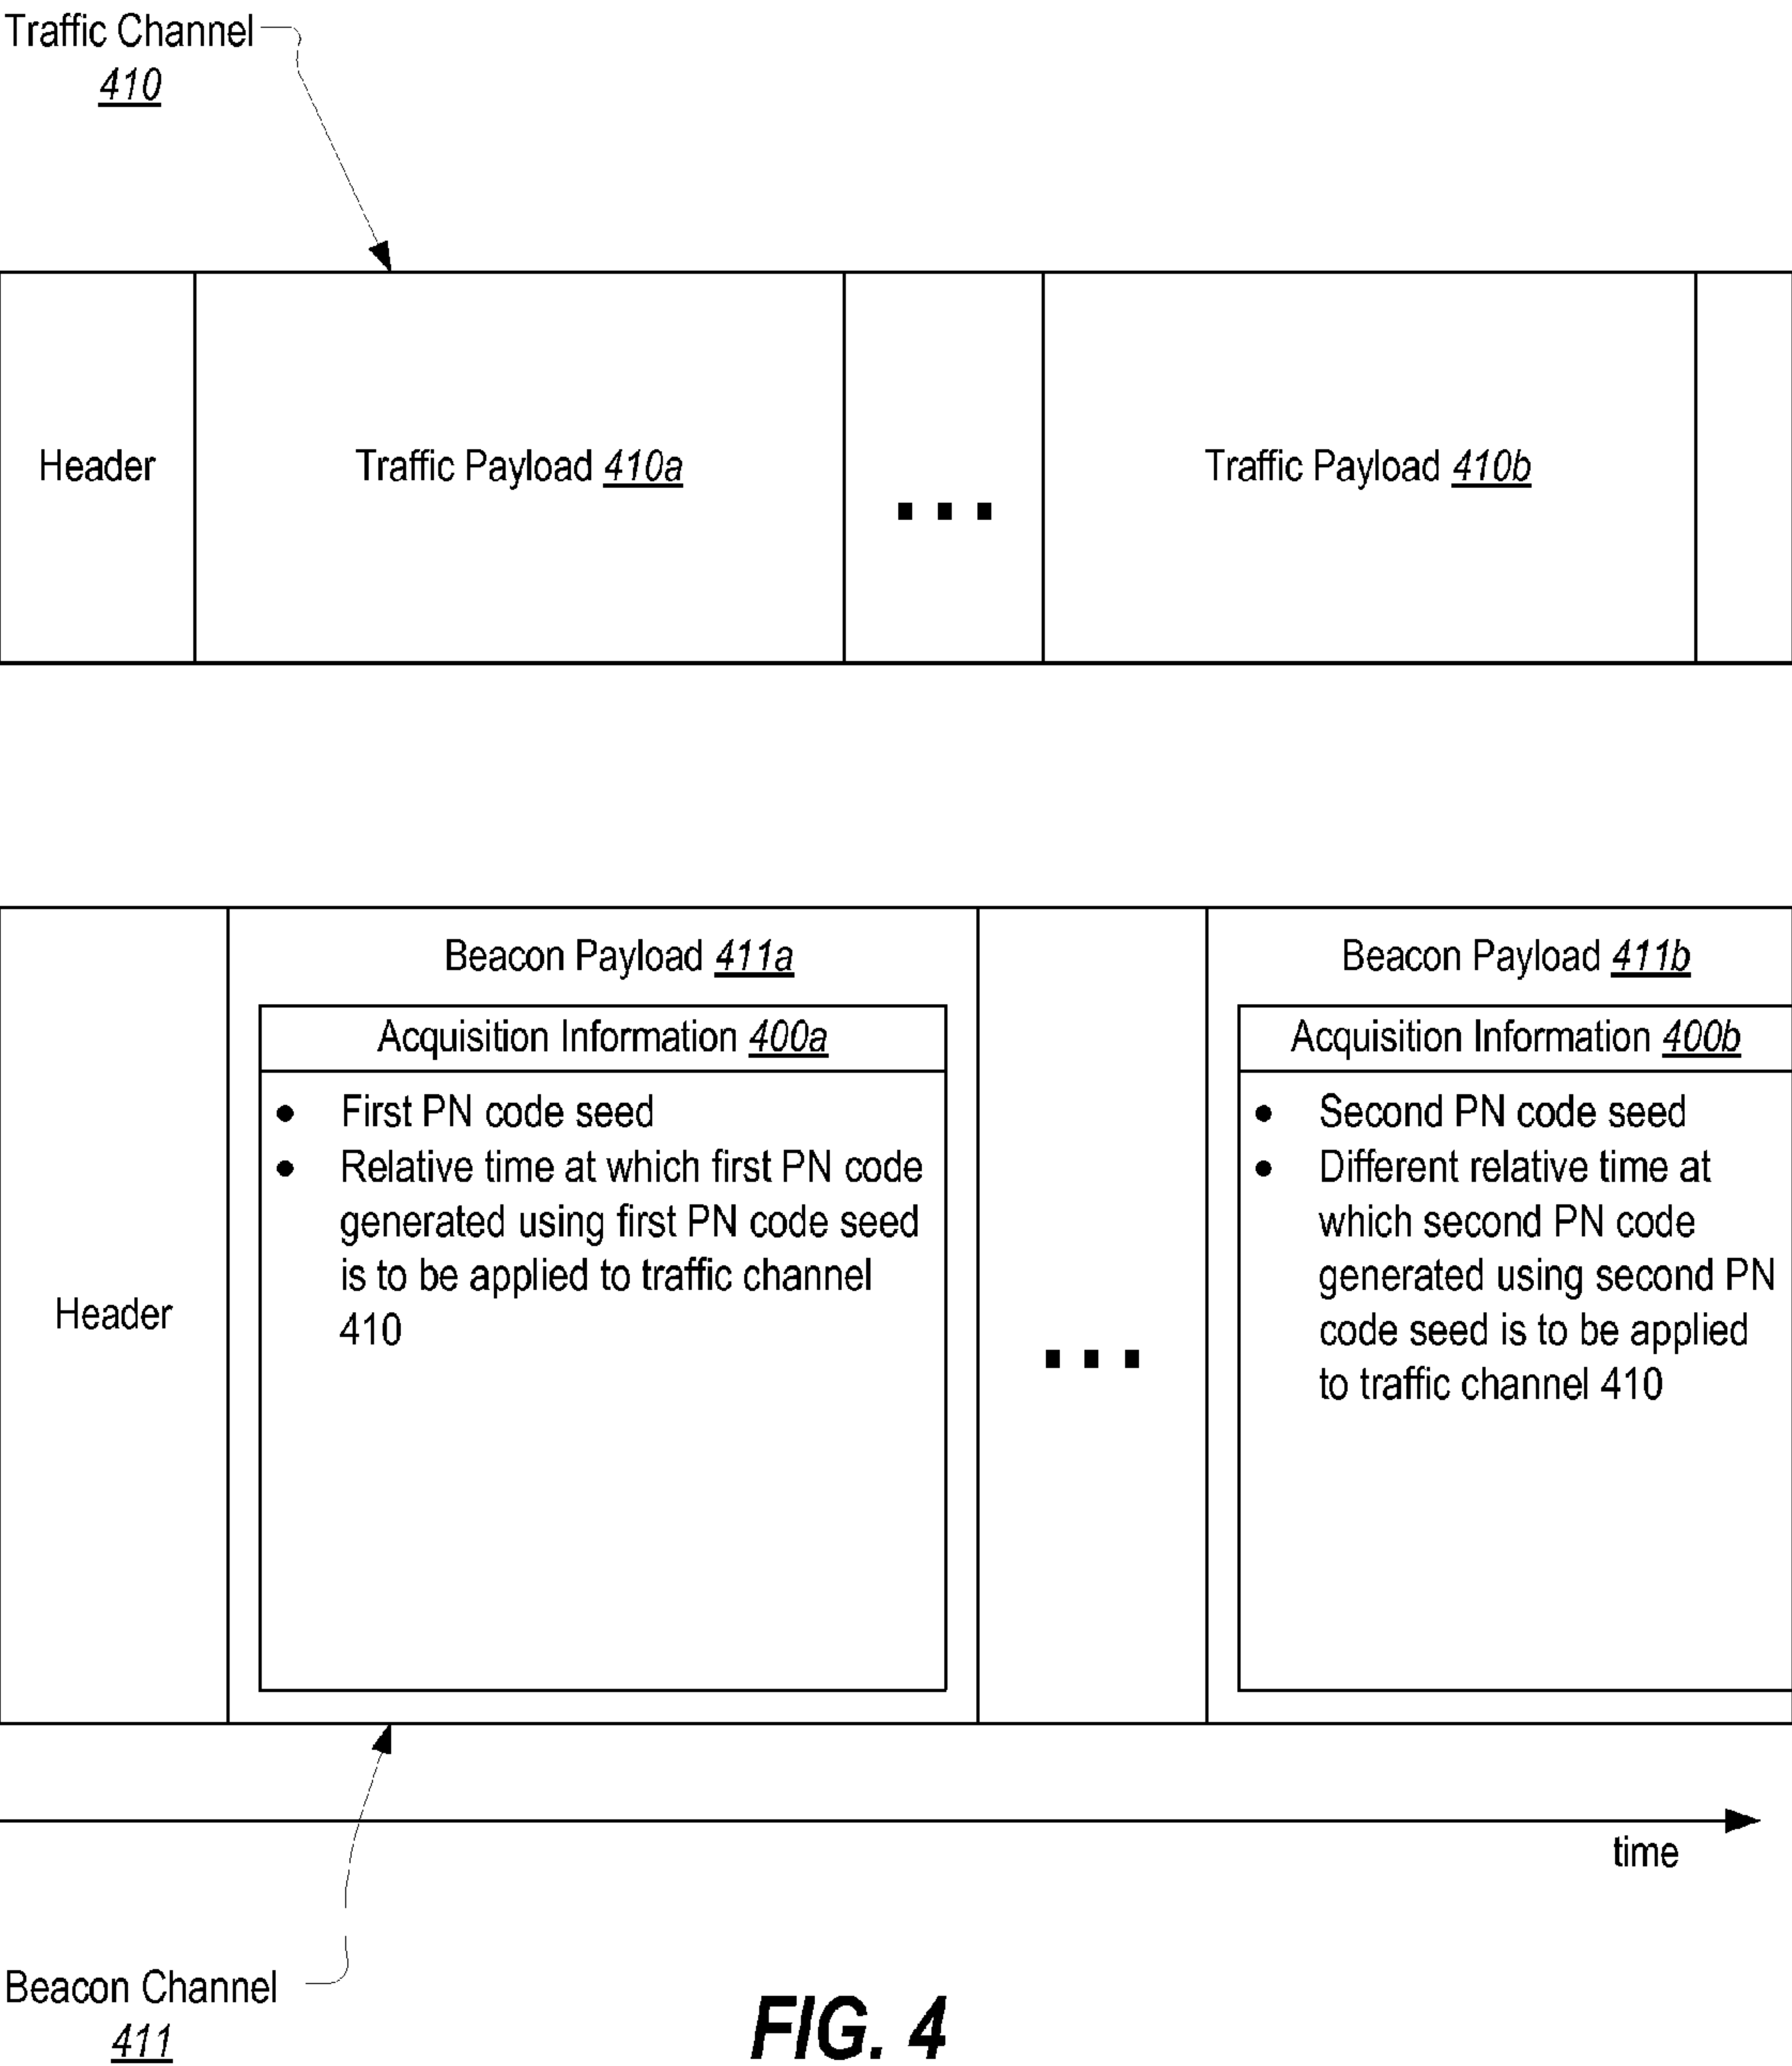 Traffic Channel
410
Header
Traffic Payload 410a
...
Traffic Payload 410b
Header
Beacon Payload 411a
Acquisition Information 400a
• First PN code seed
• Relative time at which first PN code
generated using first PN code seed
is to be applied to traffic channel
410
...
Beacon Payload 411b
Acquisition Information 400b
• Second PN code seed
• Different relative time at
which second PN code
generated using second PN
code seed is to be applied
to traffic channel 410
time
Beacon Channel
411
FIG. 4